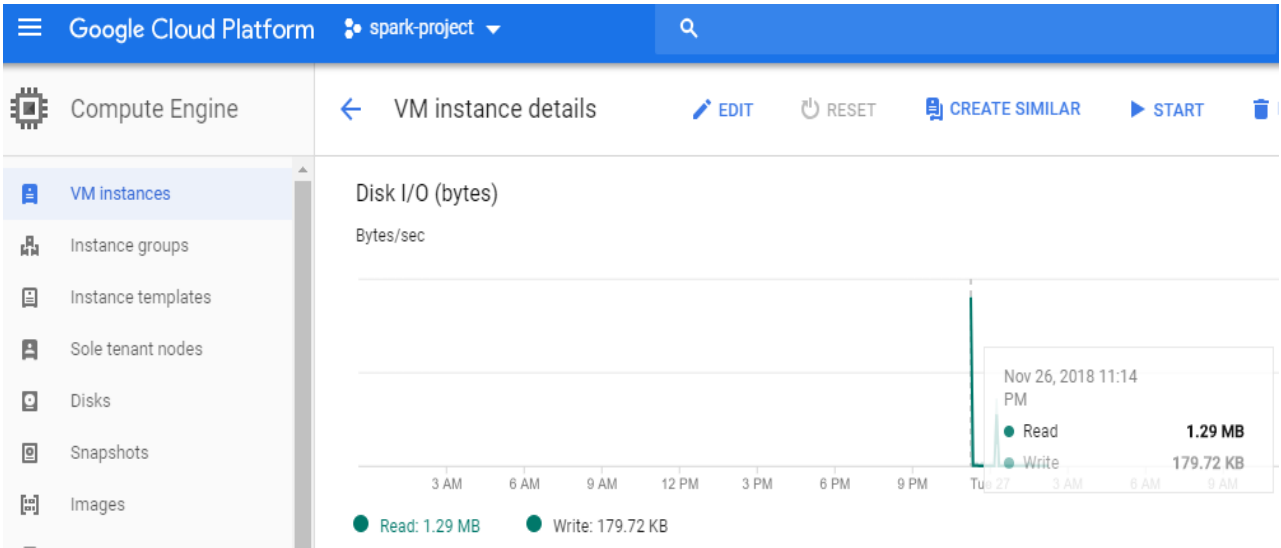 Google Cloud Platform spark-project
Compute Engine
VM instance details EDIT RESET CREATE SIMILAR START
VM instances
Instance groups
Instance templates
Sole tenant nodes
Disks
Snapshots
Images
Disk I/O (bytes)
Bytes/sec
Nov 26, 2018 11:14
PM
Read 1.29 MB
Write 179.72 KB
3 AM 6 AM 9 AM 12 PM 3 PM 6 PM 9 PM Tue 27 3 AM 6 AM 9 AM
Read: 1.29 MB Write: 179.72 KB